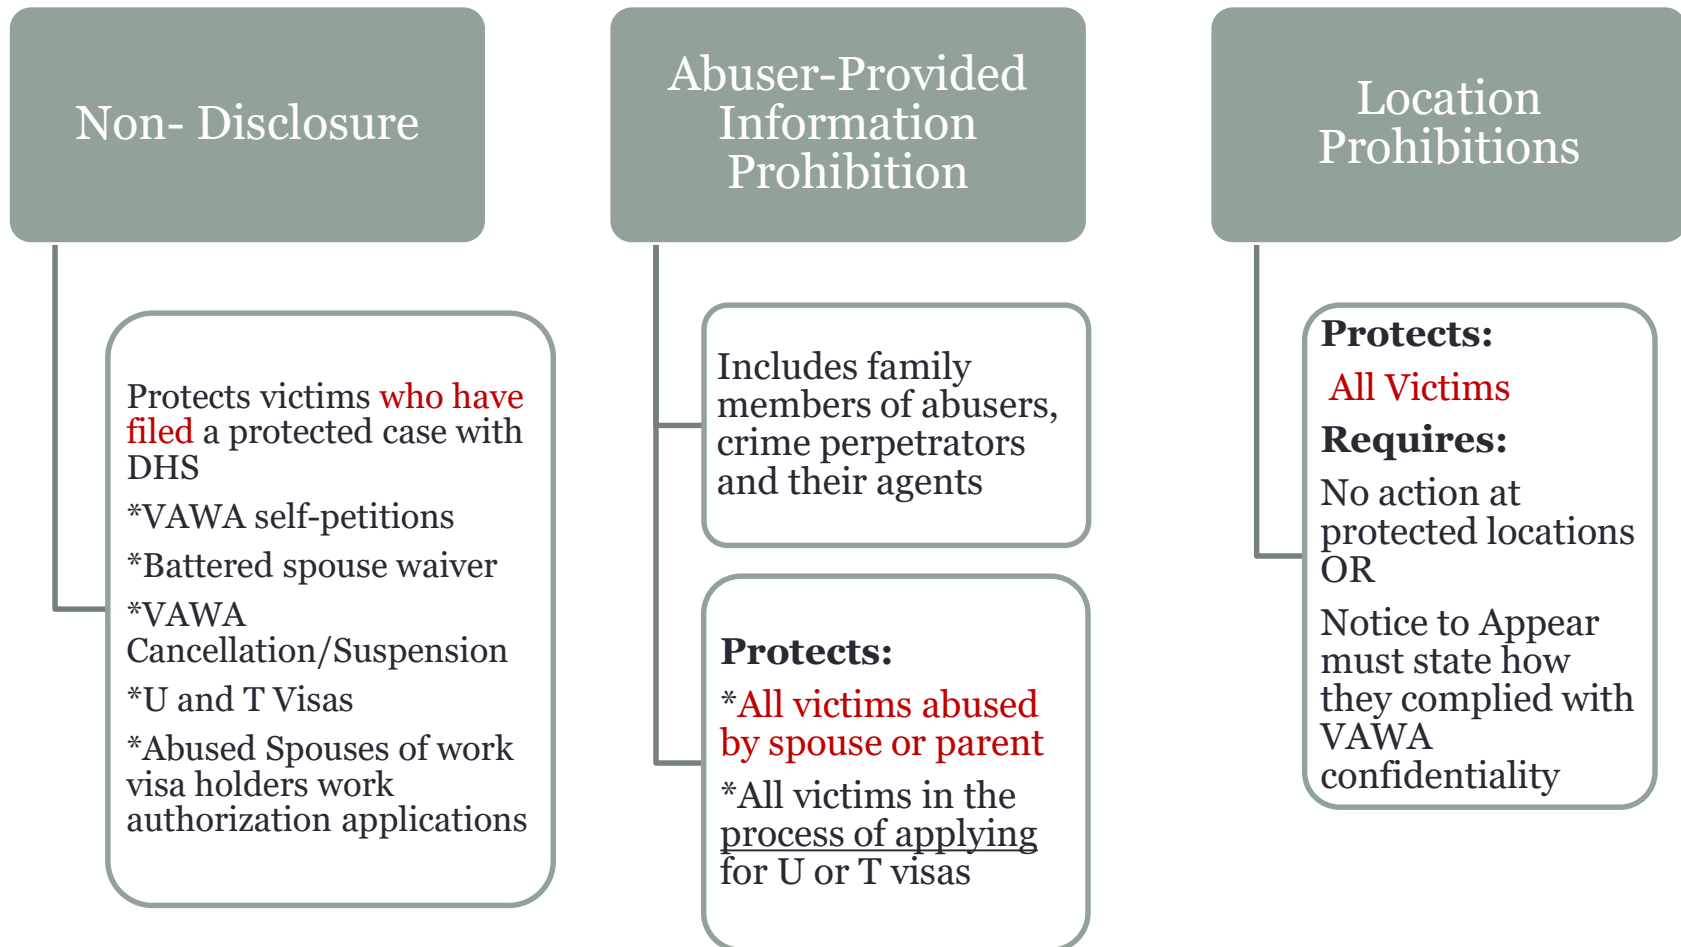 Non- Disclosure
Protects victims who have
filed a protected case with
DHS
*VAWA self-petitions
*Battered spouse waiver
*VAWA
Cancellation/Suspension
*U and T Visas
*Abused Spouses of work
visa holders work
authorization applications
Abuser-Provided
Information
Prohibition
Includes family
members of abusers,
crime perpetrators
and their agents
Protects:
*All victims abused
by spouse or parent
*All victims in the
process of applying
for U or T visas
Location
Prohibitions
Protects:
All Victims
Requires:
No action at
protected locations
OR
Notice to Appear
must state how
they complied with
VAWA
confidentiality